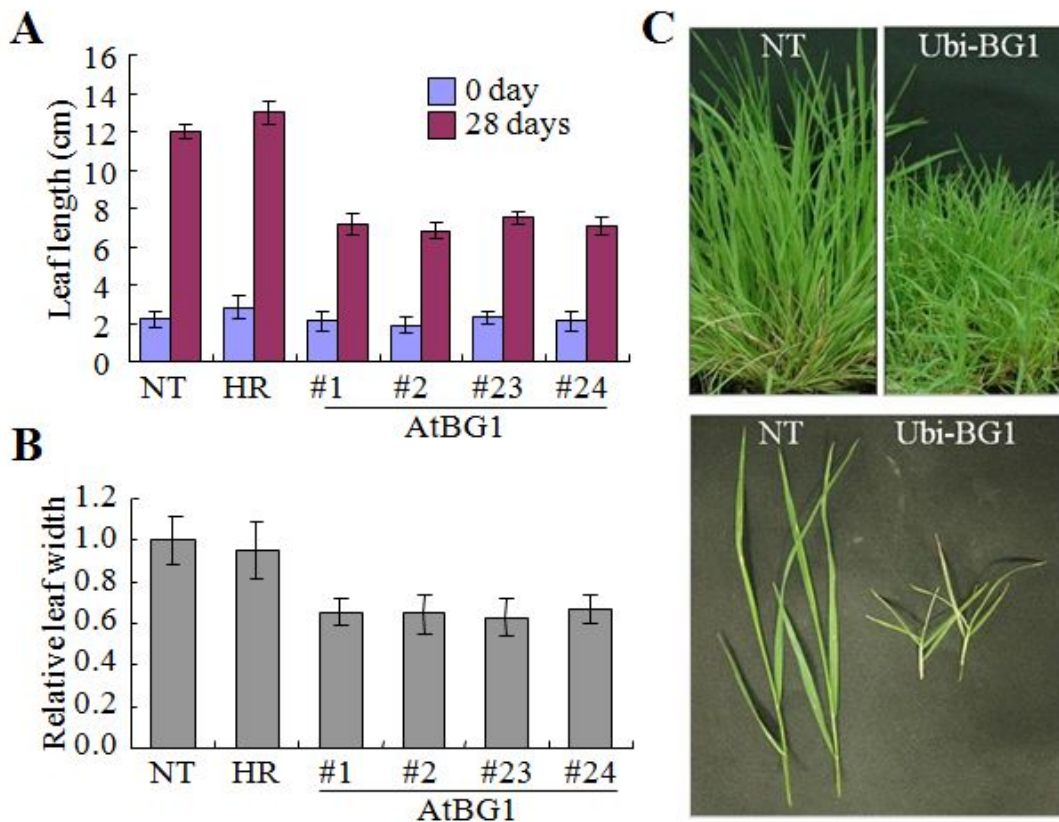 A
Leaf length (cm)
16
14
12
10
8
6
4
2
0
0 day
28 days
NT HR #1 #2 #23 #24
AtBG1
B
Relative leaf width
1.2
1.0
0.8
0.6
0.4
0.2
0.0
NT HR #1 #2 #23 #24
AtBG1
C
NT Ubi-BG1
NT Ubi-BG1